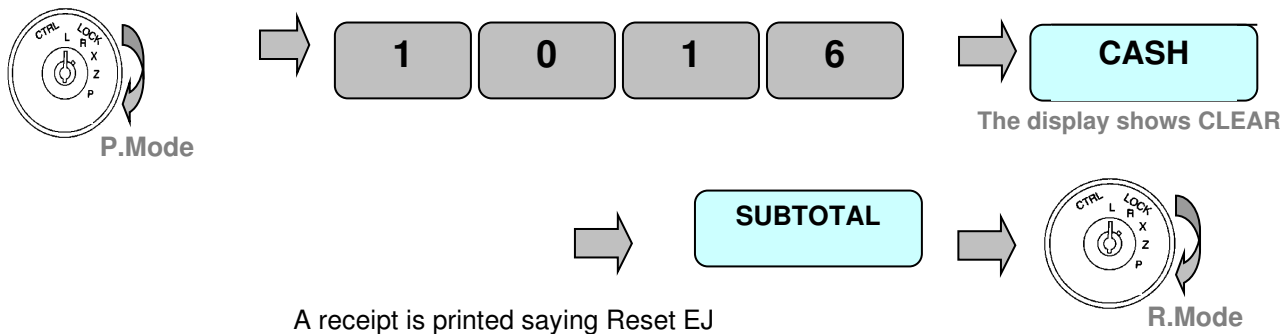 CTRL L LOCK R X Z P
P.Mode
1 0 1 6
CASH
The display shows CLEAR
SUBTOTAL
CTRL L LOCK R X Z P
R.Mode
A receipt is printed saying Reset EJ